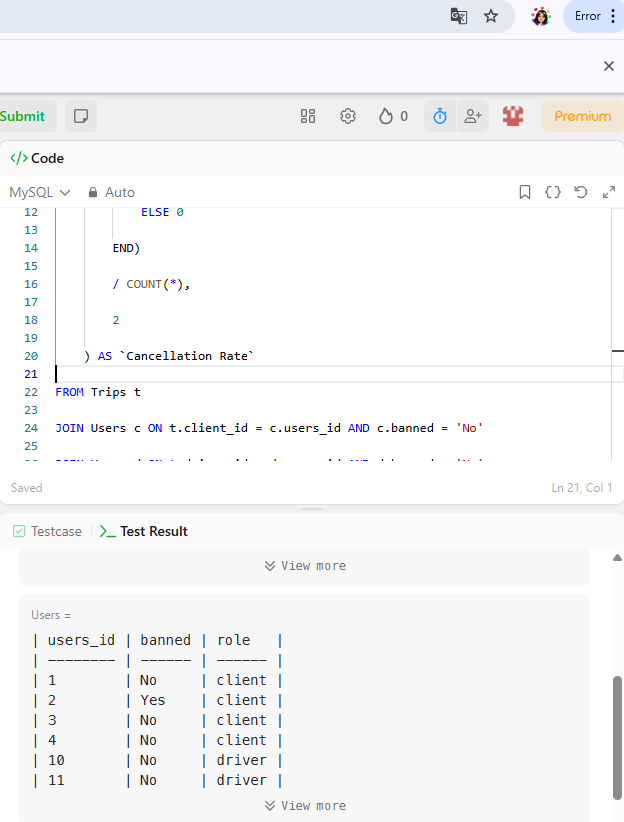 Error
Submit
0
Premium
</> Code
MySQL
Auto
12 ELSE 0
13
14 END)
15
16 / COUNT(*),
17
18 2
19
20 ) AS `Cancellation Rate`
21
22 FROM Trips t
23
24 JOIN Users c ON t.client_id = c.users_id AND c.banned = 'No'
25
Saved
Ln 21, Col 1
Testcase
Test Result
View more
Users =
| users_id | banned | role   |
| -------- | ------ | ------ |
| 1        | No     | client |
| 2        | Yes    | client |
| 3        | No     | client |
| 4        | No     | client |
| 10       | No     | driver |
| 11       | No     | driver |
View more